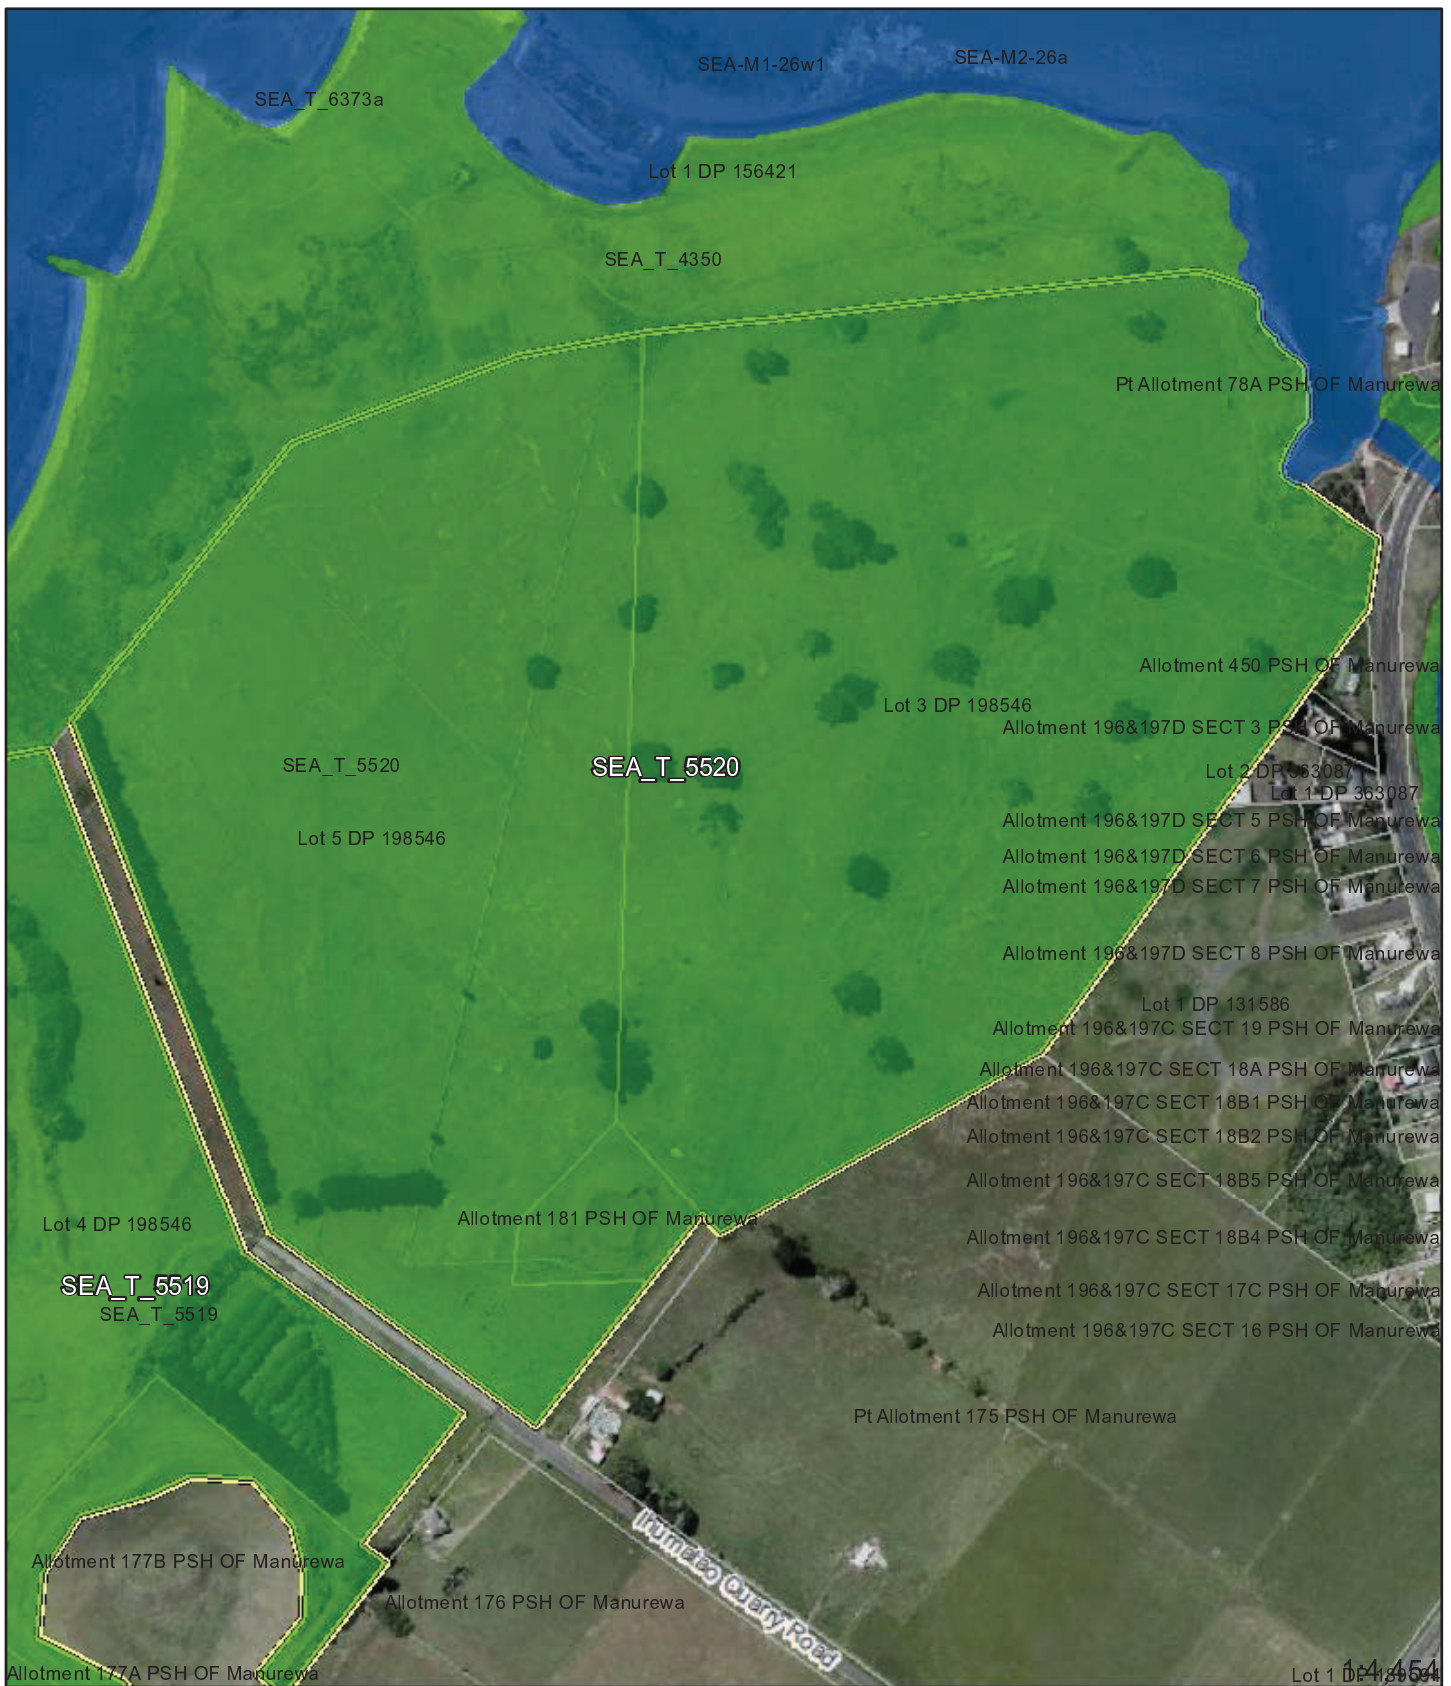 SEA-M1-26w1
SEA-M2-26a
SEA_T_6373a
Lot 1 DP 156421
SEA_T_4350
Pt Allotment 78A PSH OF Manurewa
Allotment 450 PSH OF Manurewa
Lot 3 DP 198546
Allotment 196&197D SECT 3 PSH OF Manurewa
SEA_T_5520
SEA_T_5520
Lot 2 DP 363087
Lot 1 DP 363087
Allotment 196&197D SECT 5 PSH OF Manurewa
Lot 5 DP 198546
Allotment 196&197D SECT 6 PSH OF Manurewa
Allotment 196&197D SECT 7 PSH OF Manurewa
Allotment 196&197D SECT 8 PSH OF Manurewa
Lot 1 DP 131586
Allotment 196&197C SECT 19 PSH OF Manurewa
Allotment 196&197C SECT 18A PSH OF Manurewa
Allotment 196&197C SECT 18B1 PSH OF Manurewa
Allotment 196&197C SECT 18B2 PSH OF Manurewa
Allotment 196&197C SECT 18B5 PSH OF Manurewa
Allotment 181 PSH OF Manurewa
Lot 4 DP 198546
Allotment 196&197C SECT 18B4 PSH OF Manurewa
SEA_T_5519
Allotment 196&197C SECT 17C PSH OF Manurewa
SEA_T_5519
Allotment 196&197C SECT 16 PSH OF Manurewa
Pt Allotment 175 PSH OF Manurewa
Ihumatao Quarry Road
Allotment 177B PSH OF Manurewa
Allotment 176 PSH OF Manurewa
Allotment 177A PSH OF Manurewa
Lot 1 DP
1:4,454